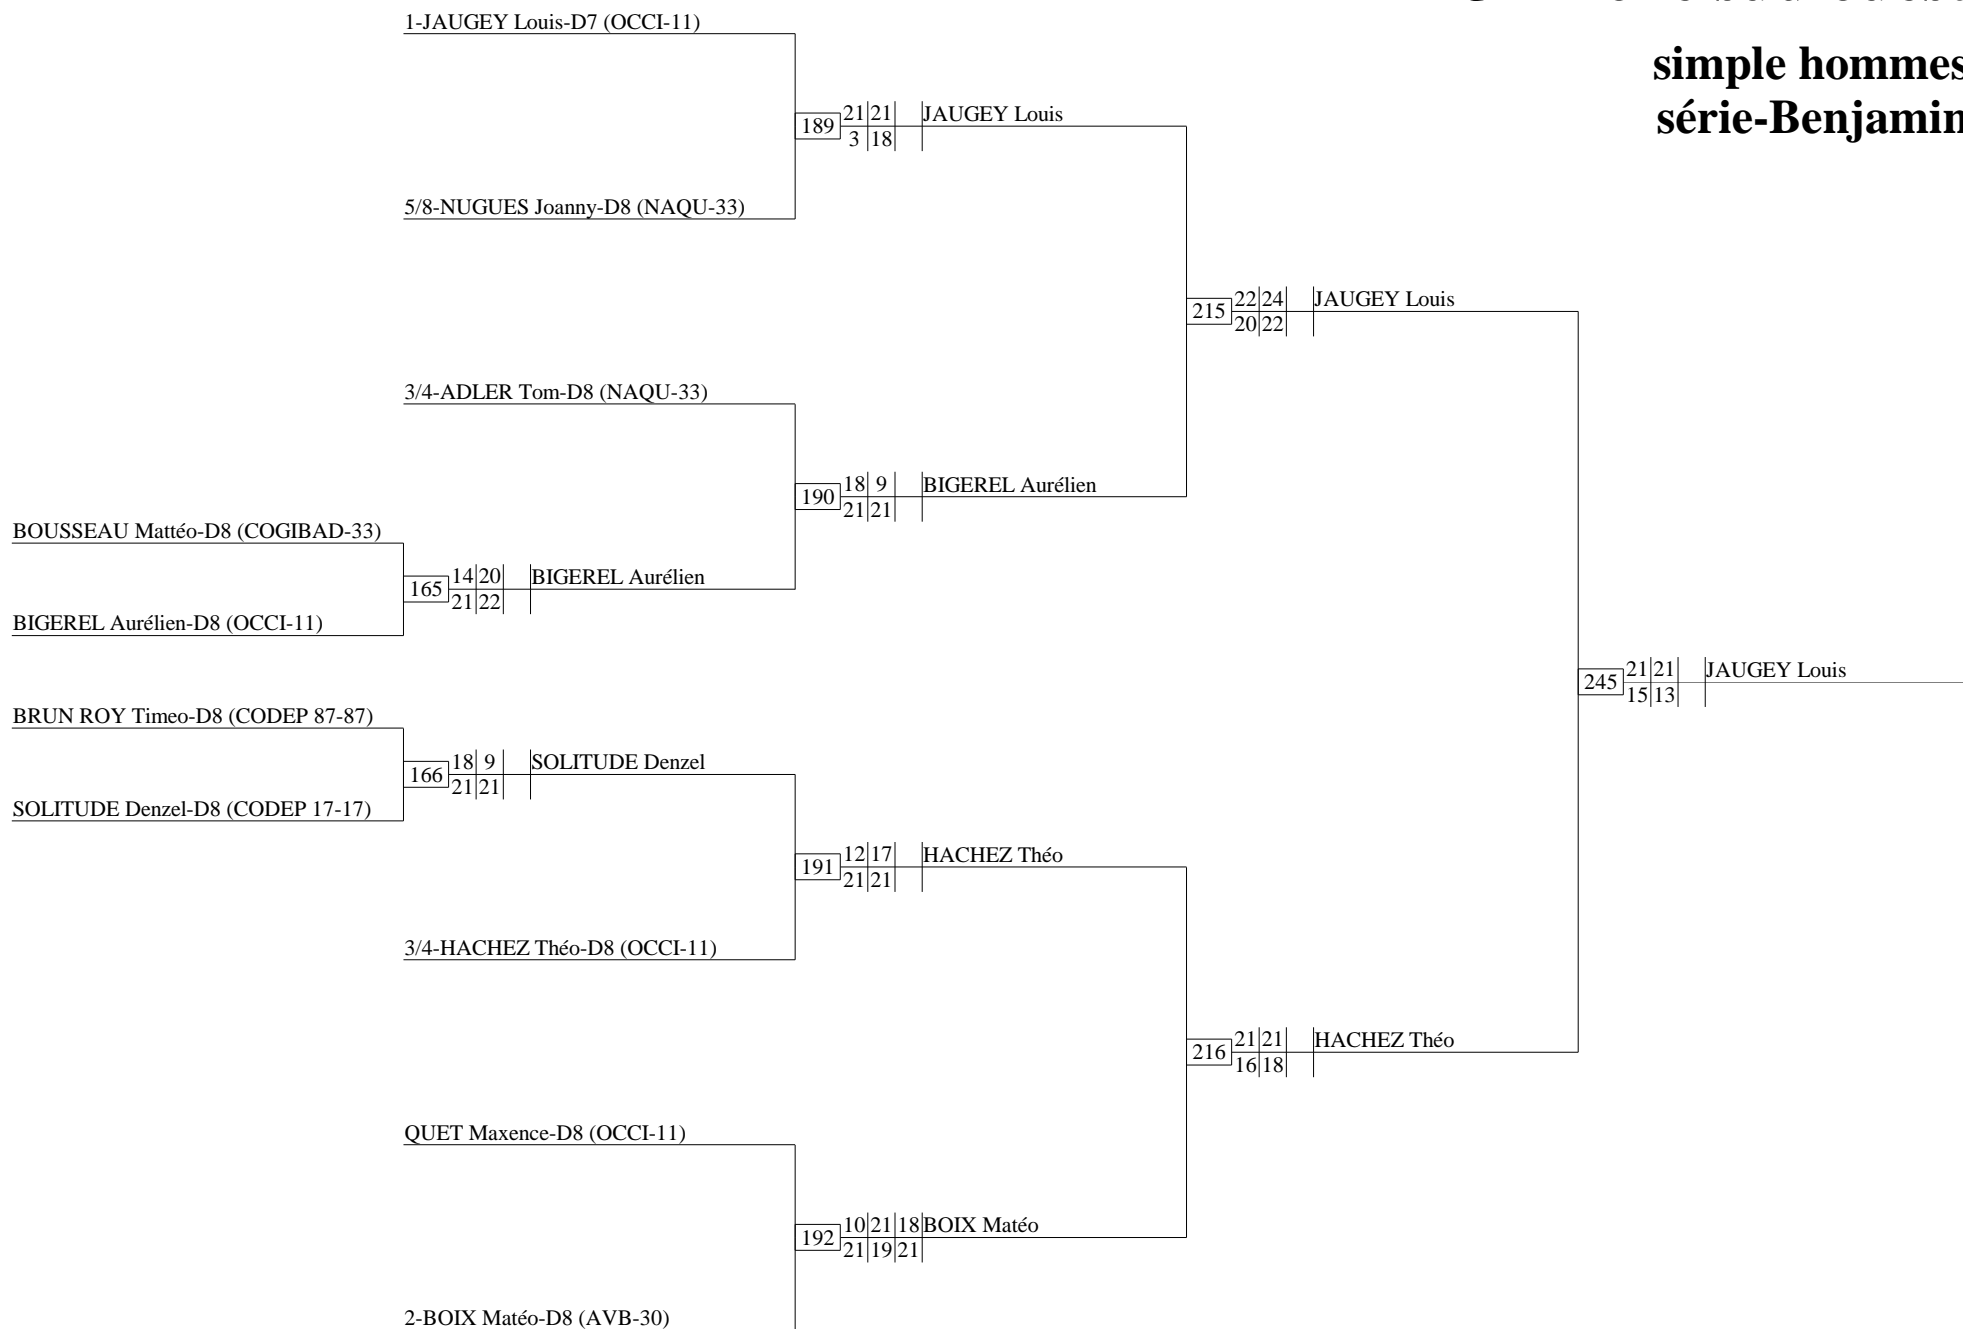 simple hommes
série-Benjamin
1-JAUGEY Louis-D7 (OCCI-11)
189 21 21 JAUGEY Louis
3 18
5/8-NUGUES Joanny-D8 (NAQU-33)
215 22 24 JAUGEY Louis
20 22
3/4-ADLER Tom-D8 (NAQU-33)
190 18 9 BIGEREL Aurélien
21 21
BOUSSEAU Mattéo-D8 (COGIBAD-33)
165 14 20 BIGEREL Aurélien
21 22
BIGEREL Aurélien-D8 (OCCI-11)
245 21 21 JAUGEY Louis
15 13
BRUN ROY Timeo-D8 (CODEP 87-87)
166 18 9 SOLITUDE Denzel
21 21
SOLITUDE Denzel-D8 (CODEP 17-17)
191 12 17 HACHEZ Théo
21 21
3/4-HACHEZ Théo-D8 (OCCI-11)
216 21 21 HACHEZ Théo
16 18
QUET Maxence-D8 (OCCI-11)
192 10 21 18 BOIX Matéo
21 19 21
2-BOIX Matéo-D8 (AVB-30)